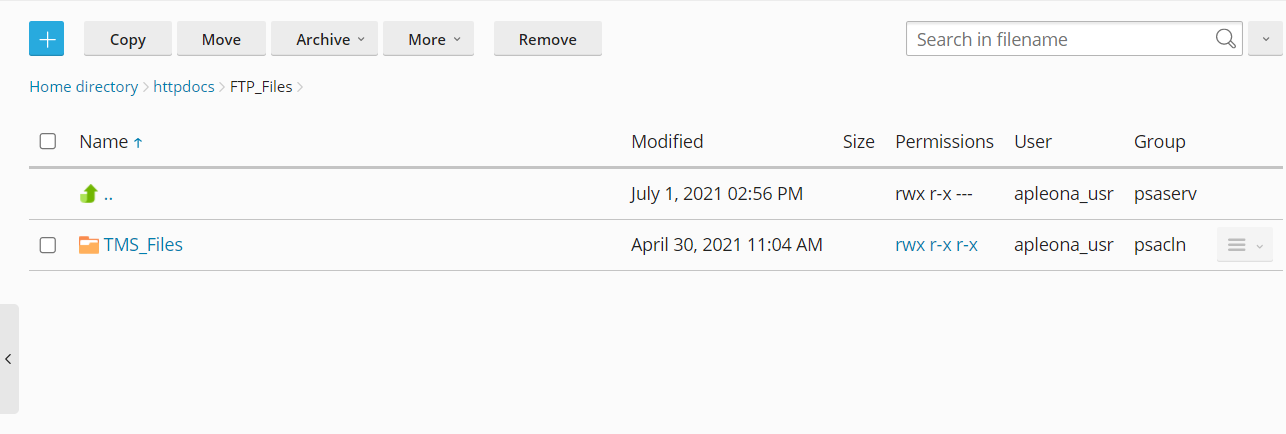 Copy Move Archive More Remove Search in filename
Home directory httpdocs FTP_Files
Name Modified Size Permissions User Group
.. July 1, 2021 02:56 PM rwx r-x --- apleona_usr psaserv
TMS_Files April 30, 2021 11:04 AM rwx r-x r-x apleona_usr psacln